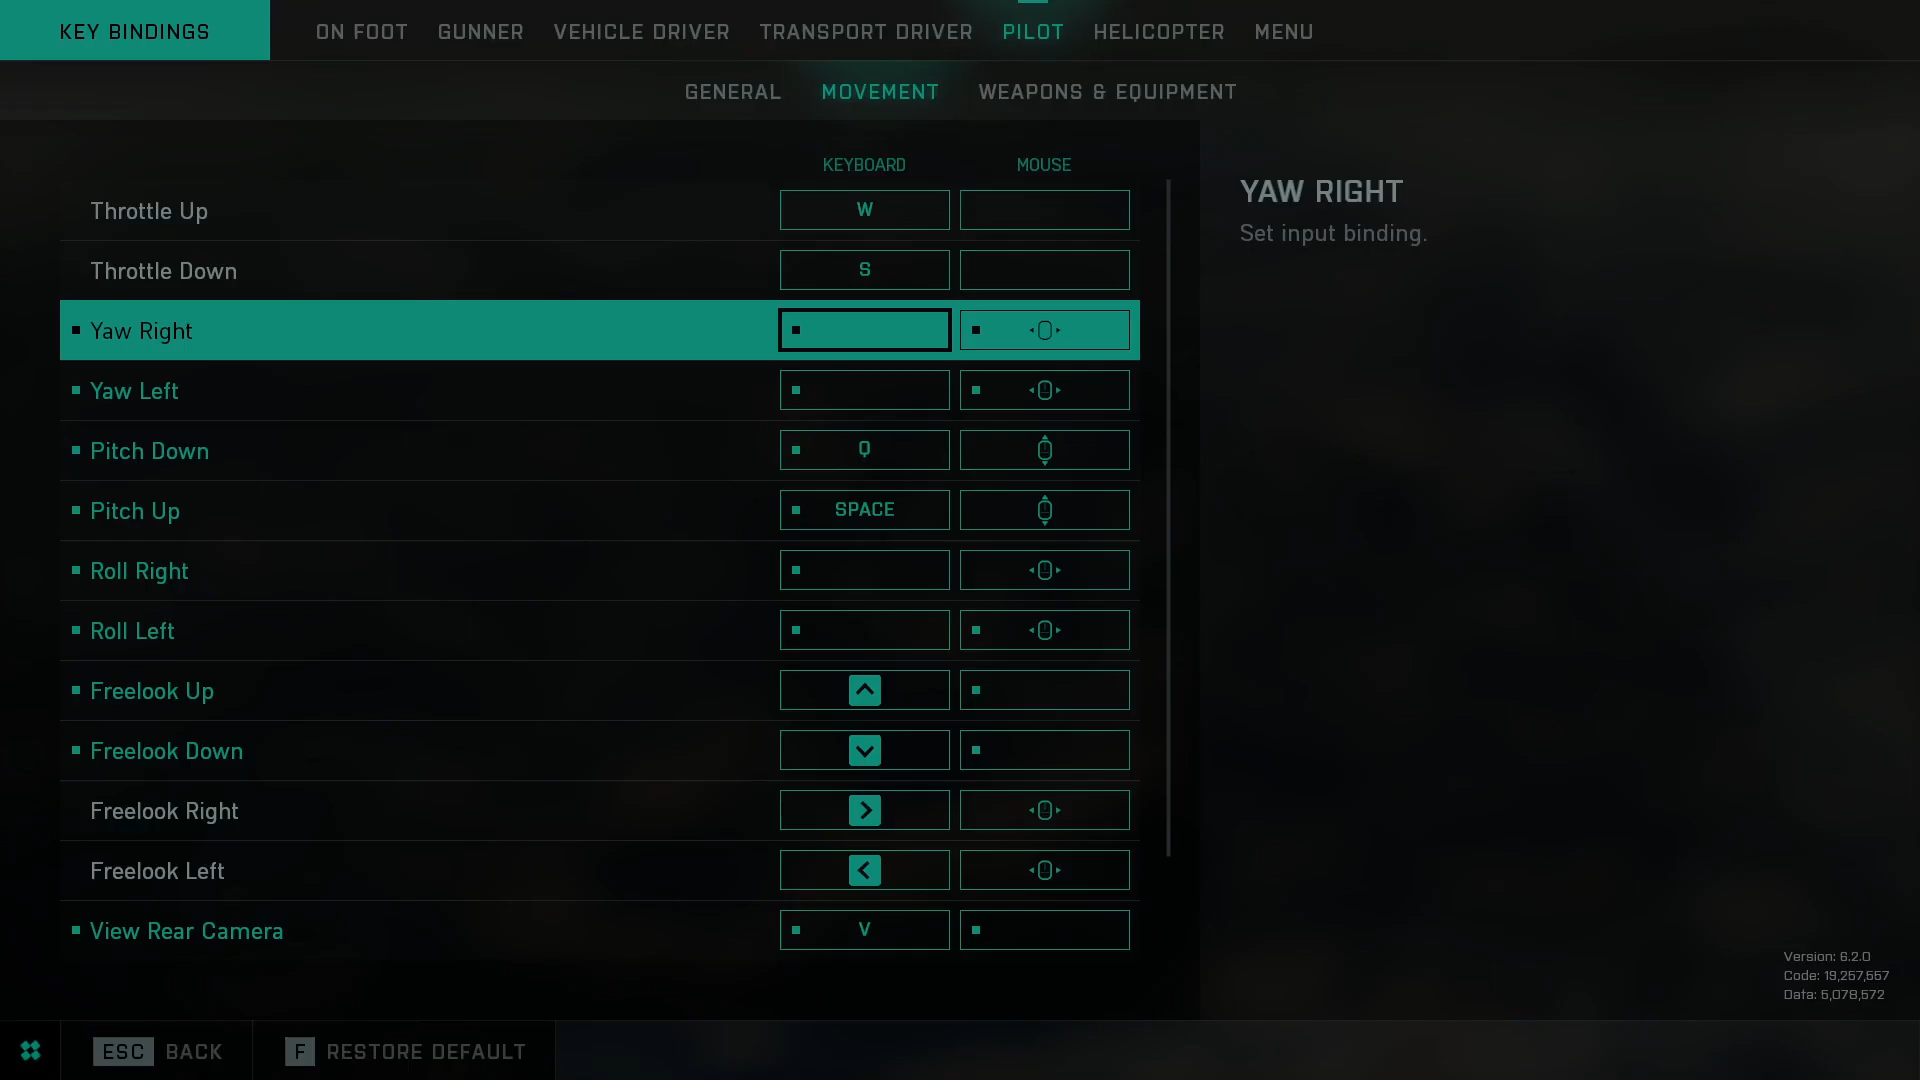 KEY BINDINGS
ON FOOT GUNNER VEHICLE DRIVER TRANSPORT DRIVER PILOT HELICOPTER MENU
GENERAL MOVEMENT WEAPONS & EQUIPMENT
KEYBOARD MOUSE
Throttle Up W
Throttle Down S
Yaw Right
Yaw Left
Pitch Down Q
Pitch Up SPACE
Roll Right
Roll Left
Freelook Up
Freelook Down
Freelook Right
Freelook Left
View Rear Camera V
YAW RIGHT
Set input binding.
Version: 6.2.0
Code: 19,257,557
Data: 5,078,572
ESC BACK F RESTORE DEFAULT